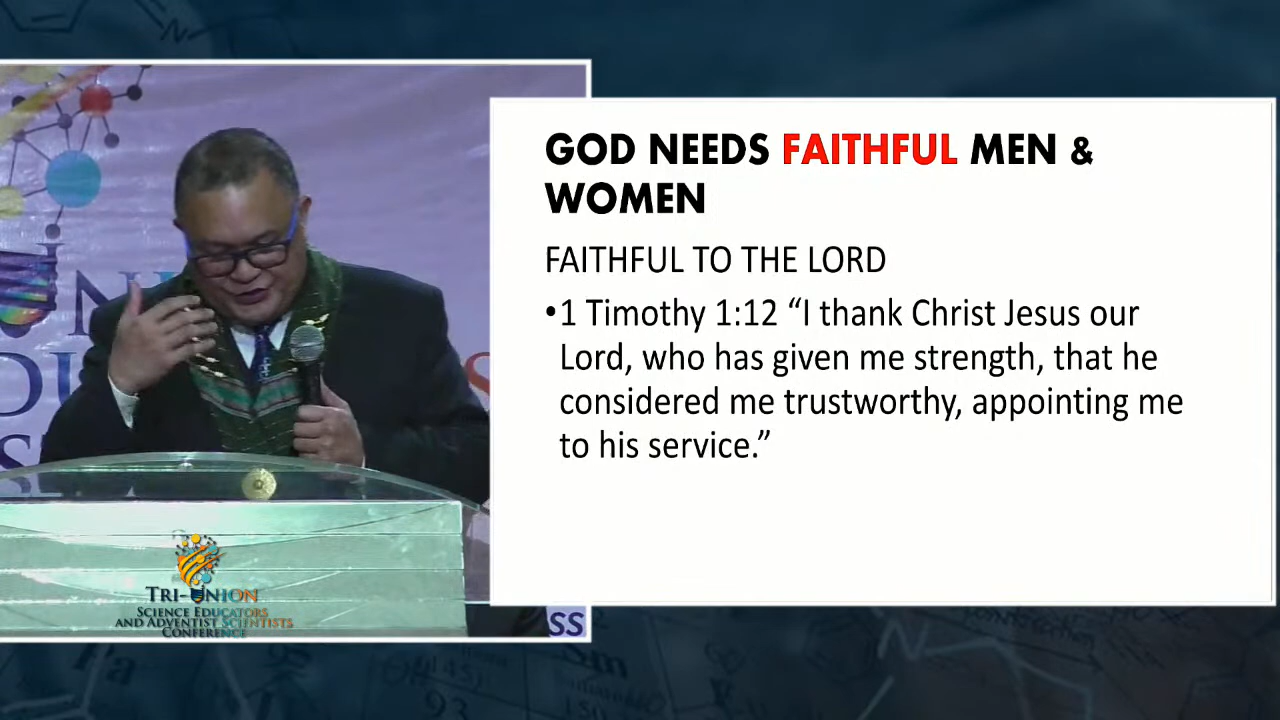 GOD NEEDS FAITHFUL MEN &
WOMEN
FAITHFUL TO THE LORD
•1 Timothy 1:12 “I thank Christ Jesus our
Lord, who has given me strength, that he
considered me trustworthy, appointing me
to his service.”
TRI-UNION
SCIENCE EDUCATORS
AND ADVENTIST SCIENTISTS
CONFERENCE
SS
93